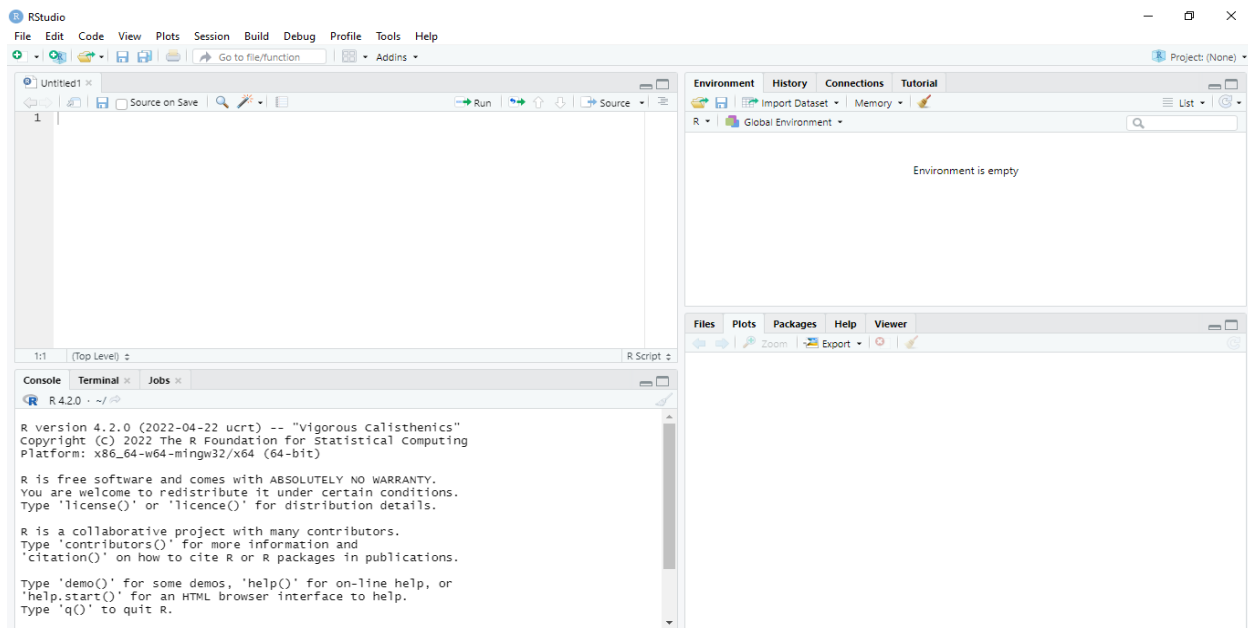 RStudio
File Edit Code View Plots Session Build Debug Profile Tools Help
Go to file/function Addins Project: (None)
Untitled1
Source on Save Run Source
1
1:1 (Top Level) R Script
Console Terminal Jobs
R 4.2.0 · ~/
R version 4.2.0 (2022-04-22 ucrt) -- "Vigorous Calisthenics"
Copyright (C) 2022 The R Foundation for Statistical Computing
Platform: x86_64-w64-mingw32/x64 (64-bit)
R is free software and comes with ABSOLUTELY NO WARRANTY.
You are welcome to redistribute it under certain conditions.
Type 'license()' or 'licence()' for distribution details.
R is a collaborative project with many contributors.
Type 'contributors()' for more information and
'citation()' on how to cite R or R packages in publications.
Type 'demo()' for some demos, 'help()' for on-line help, or
'help.start()' for an HTML browser interface to help.
Type 'q()' to quit R.
Environment History Connections Tutorial
Import Dataset Memory List
R Global Environment
Environment is empty
Files Plots Packages Help Viewer
Zoom Export